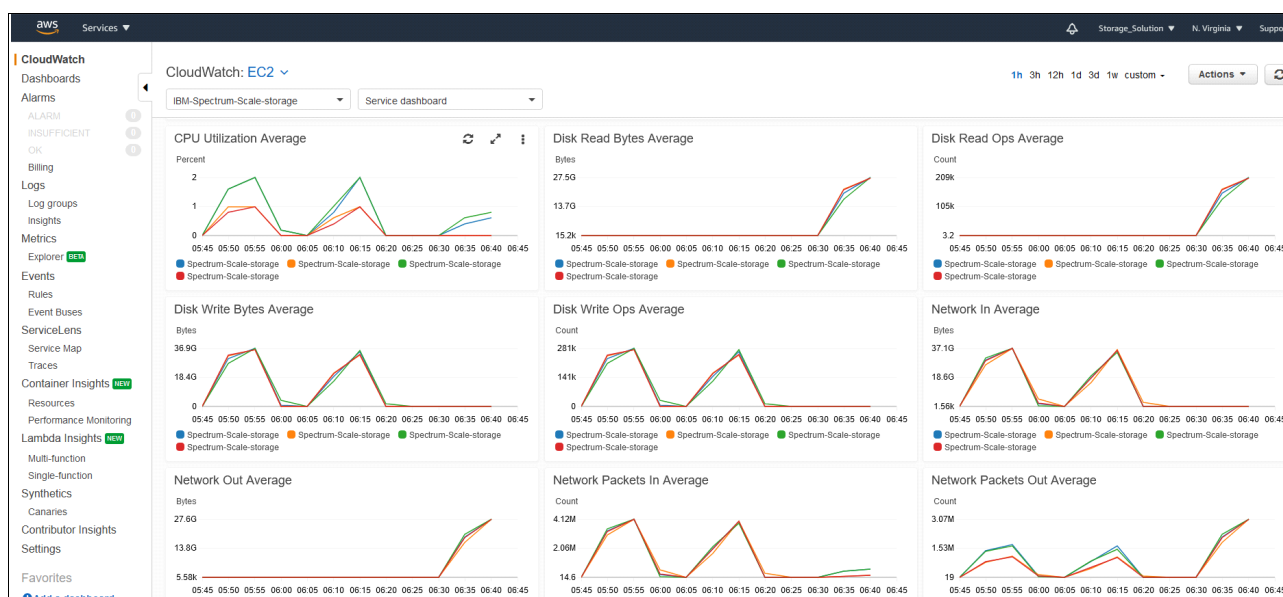 aws Services ▼ Storage_Solution ▼ N. Virginia ▼ Suppo
CloudWatch
Dashboards
Alarms
ALARM 0
INSUFFICIENT 0
OK 0
Billing
Logs
Log groups
Insights
Metrics
Explorer BETA
Events
Rules
Event Buses
ServiceLens
Service Map
Traces
Container Insights NEW
Resources
Performance Monitoring
Lambda Insights NEW
Multi-function
Single-function
Synthetics
Canaries
Contributor Insights
Settings
Favorites
Add a dashboard
CloudWatch: EC2
1h 3h 12h 1d 3d 1w custom Actions
IBM-Spectrum-Scale-storage Service dashboard
CPU Utilization Average
Percent
2
1
0
05:45 05:50 05:55 06:00 06:05 06:10 06:15 06:20 06:25 06:30 06:35 06:40 06:45
Spectrum-Scale-storage Spectrum-Scale-storage Spectrum-Scale-storage
Spectrum-Scale-storage
Disk Read Bytes Average
Bytes
27.5G
13.7G
15.2k
05:45 05:50 05:55 06:00 06:05 06:10 06:15 06:20 06:25 06:30 06:35 06:40 06:45
Spectrum-Scale-storage Spectrum-Scale-storage Spectrum-Scale-storage
Spectrum-Scale-storage
Disk Read Ops Average
Count
209k
105k
3.2
05:45 05:50 05:55 06:00 06:05 06:10 06:15 06:20 06:25 06:30 06:35 06:40 06:45
Spectrum-Scale-storage Spectrum-Scale-storage Spectrum-Scale-storage
Spectrum-Scale-storage
Disk Write Bytes Average
Bytes
36.9G
18.4G
0
05:45 05:50 05:55 06:00 06:05 06:10 06:15 06:20 06:25 06:30 06:35 06:40 06:45
Spectrum-Scale-storage Spectrum-Scale-storage Spectrum-Scale-storage
Spectrum-Scale-storage
Disk Write Ops Average
Count
281k
141k
0
05:45 05:50 05:55 06:00 06:05 06:10 06:15 06:20 06:25 06:30 06:35 06:40 06:45
Spectrum-Scale-storage Spectrum-Scale-storage Spectrum-Scale-storage
Spectrum-Scale-storage
Network In Average
Bytes
37.1G
18.6G
1.56k
05:45 05:50 05:55 06:00 06:05 06:10 06:15 06:20 06:25 06:30 06:35 06:40 06:45
Spectrum-Scale-storage Spectrum-Scale-storage Spectrum-Scale-storage
Spectrum-Scale-storage
Network Out Average
Bytes
27.6G
13.8G
5.58k
05:45 05:50 05:55 06:00 06:05 06:10 06:15 06:20 06:25 06:30 06:35 06:40 06:45
Network Packets In Average
Count
4.12M
2.06M
14.6
05:45 05:50 05:55 06:00 06:05 06:10 06:15 06:20 06:25 06:30 06:35 06:40 06:45
Network Packets Out Average
Count
3.07M
1.53M
19
05:45 05:50 05:55 06:00 06:05 06:10 06:15 06:20 06:25 06:30 06:35 06:40 06:45